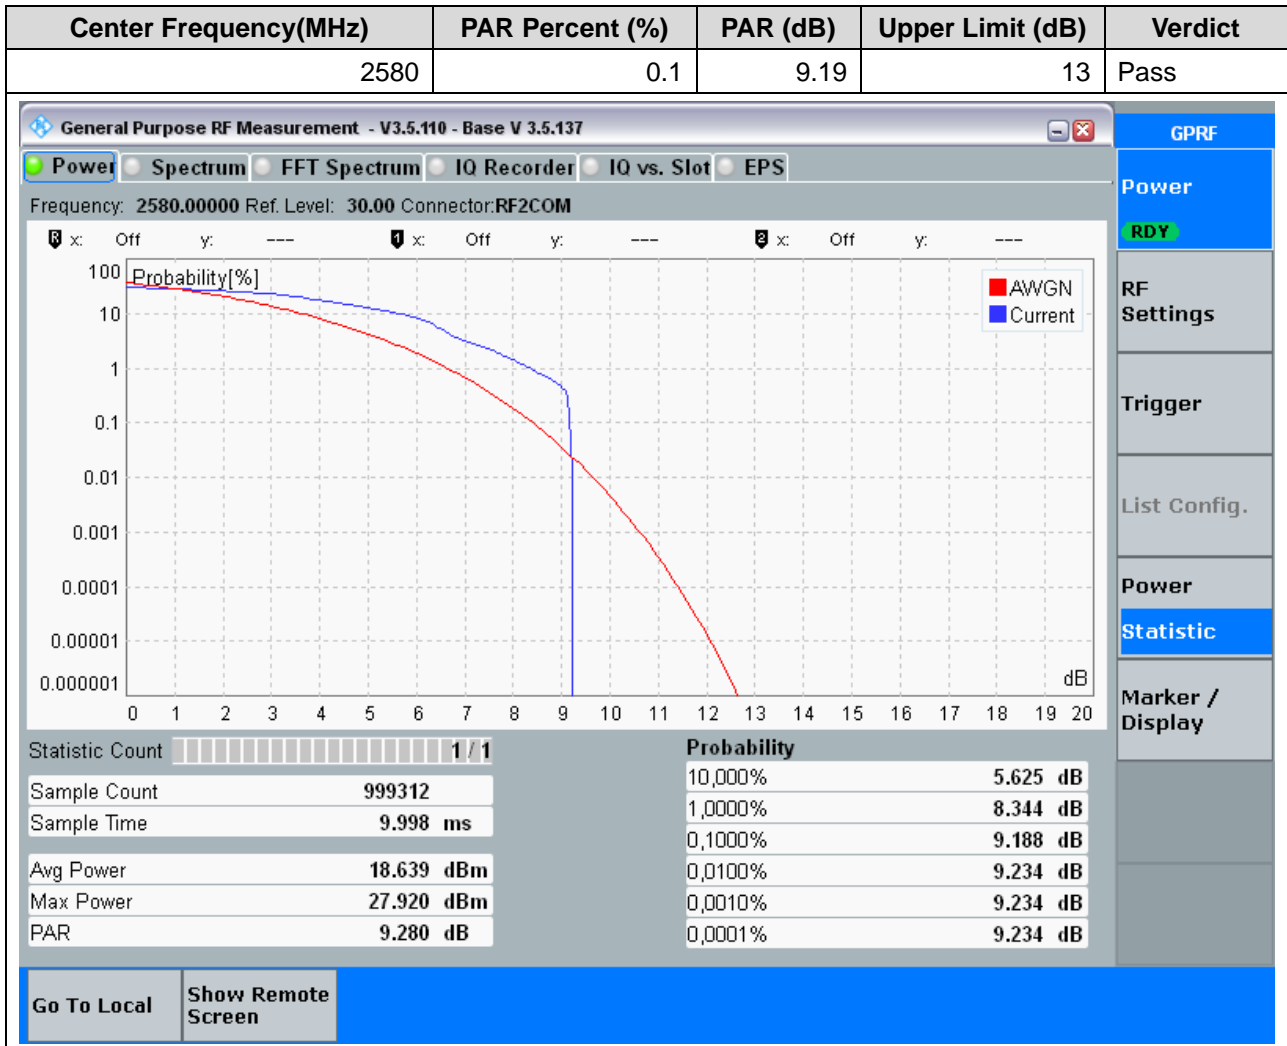 Center Frequency(MHz) PAR Percent (%) PAR (dB) Upper Limit (dB) Verdict
2580 0.1 9.19 13 Pass
General Purpose RF Measurement - V3.5.110 - Base V 3.5.137
GPRF
Power Spectrum FFT Spectrum IQ Recorder IQ vs. Slot EPS
Power
RDY
Frequency: 2580.00000 Ref. Level: 30.00 Connector:RF2COM
R x: Off y: --- 1 x: Off y: --- 2 x: Off y: ---
Probability[%]
AWGN
Current
100
10
1
0.1
0.01
0.001
0.0001
0.00001
0.000001
dB
0 1 2 3 4 5 6 7 8 9 10 11 12 13 14 15 16 17 18 19 20
RF
Settings
Trigger
List Config.
Power
Statistic
Marker /
Display
Statistic Count 1 / 1
Sample Count 999312
Sample Time 9.998 ms
Avg Power 18.639 dBm
Max Power 27.920 dBm
PAR 9.280 dB
Probability
10,000% 5.625 dB
1,0000% 8.344 dB
0,1000% 9.188 dB
0,0100% 9.234 dB
0,0010% 9.234 dB
0,0001% 9.234 dB
Go To Local
Show Remote
Screen